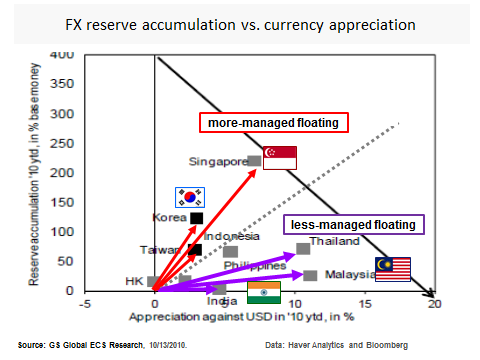 FX reserve accumulation vs. currency appreciation
Reserve accumulation '10 ytd, in % base money
400
350
300
250
200
150
100
50
0
more-managed floating
Singapore
Korea
less-managed floating
Indonesia
Taiwan
Thailand
Philippines
Malaysia
HK
India
-5 0 5 10 15 20
Appreciation against USD in '10 ytd, in %
Source: GS Global ECS Research, 10/13/2010. Data: Haver Analytics and Bloomberg